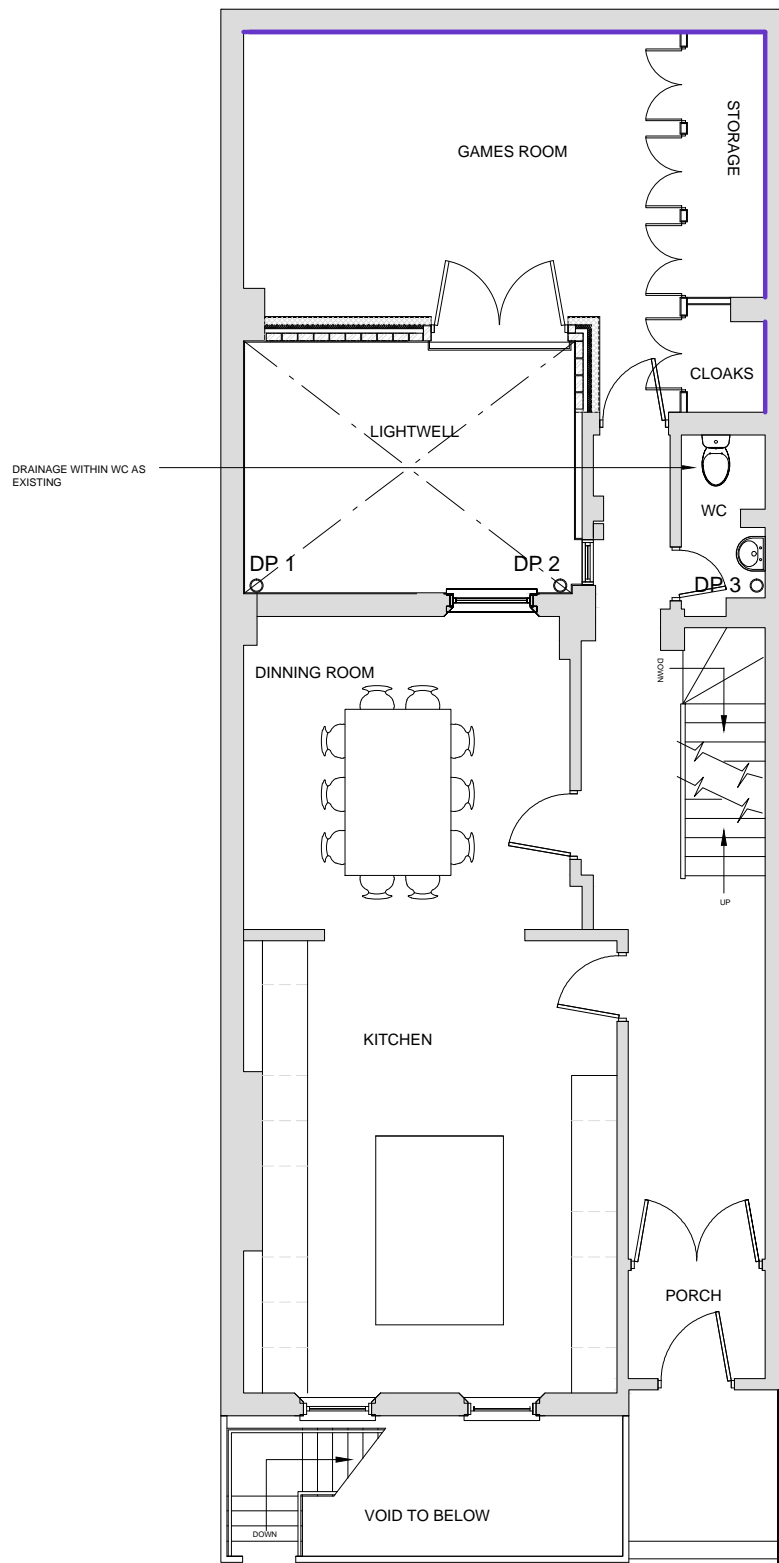 GAMES ROOM
STORAGE
CLOAKS
LIGHTWELL
DRAINAGE WITHIN WC AS
EXISTING
WC
DP 1
DP 2
DP 3
DINNING ROOM
DOWN
UP
KITCHEN
PORCH
VOID TO BELOW
DOWN